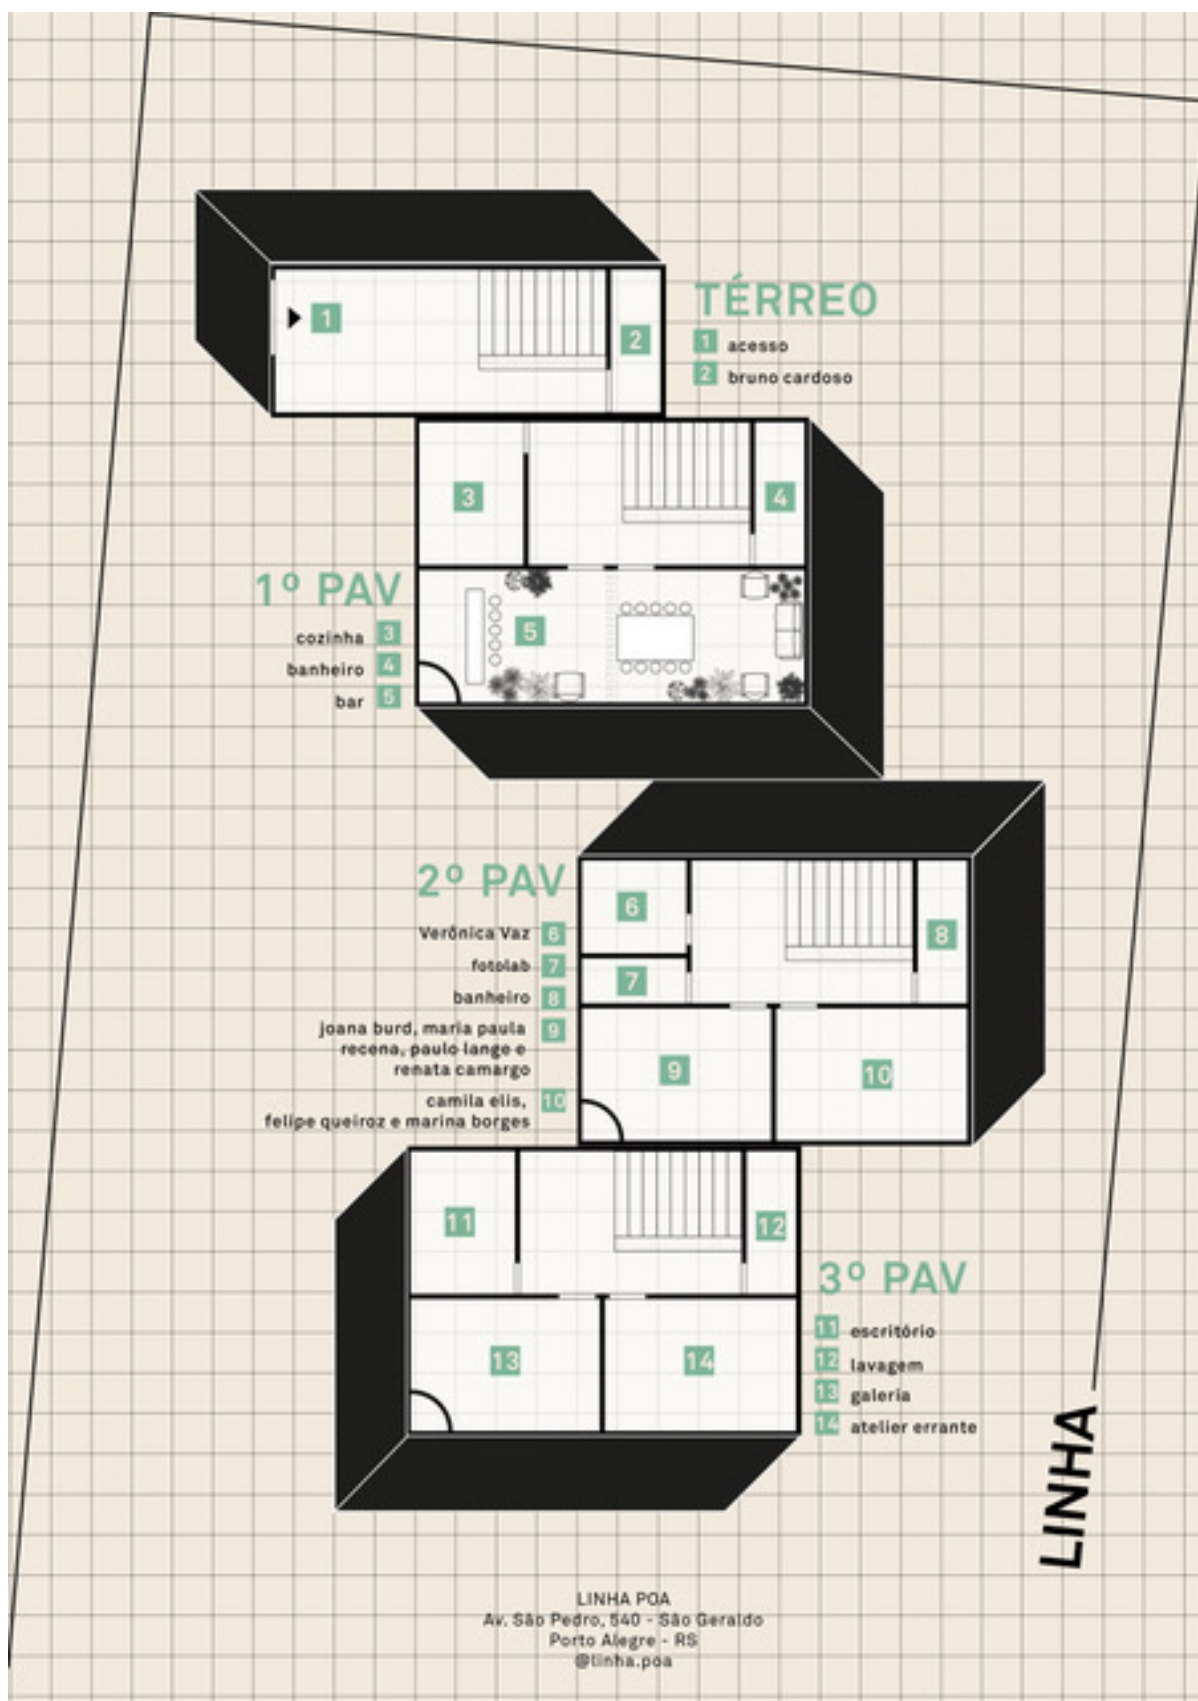 TÉRREO
1 acesso
2 bruno cardoso
1
2
3
4
5
1º PAV
cozinha 3
banheiro 4
bar 5
2º PAV
Verônica Vaz 6
fotolab 7
banheiro 8
joana burd, maria paula 9
recena, paulo lange e
renata camargo
camila elis, 10
felipe queiroz e marina borges
6
7
8
9
10
11
12
13
14
3º PAV
11 escritório
12 lavagem
13 galeria
14 atelier errante
LINHA
LINHA POA
Av. São Pedro, 540 - São Geraldo
Porto Alegre - RS
@linha.poa